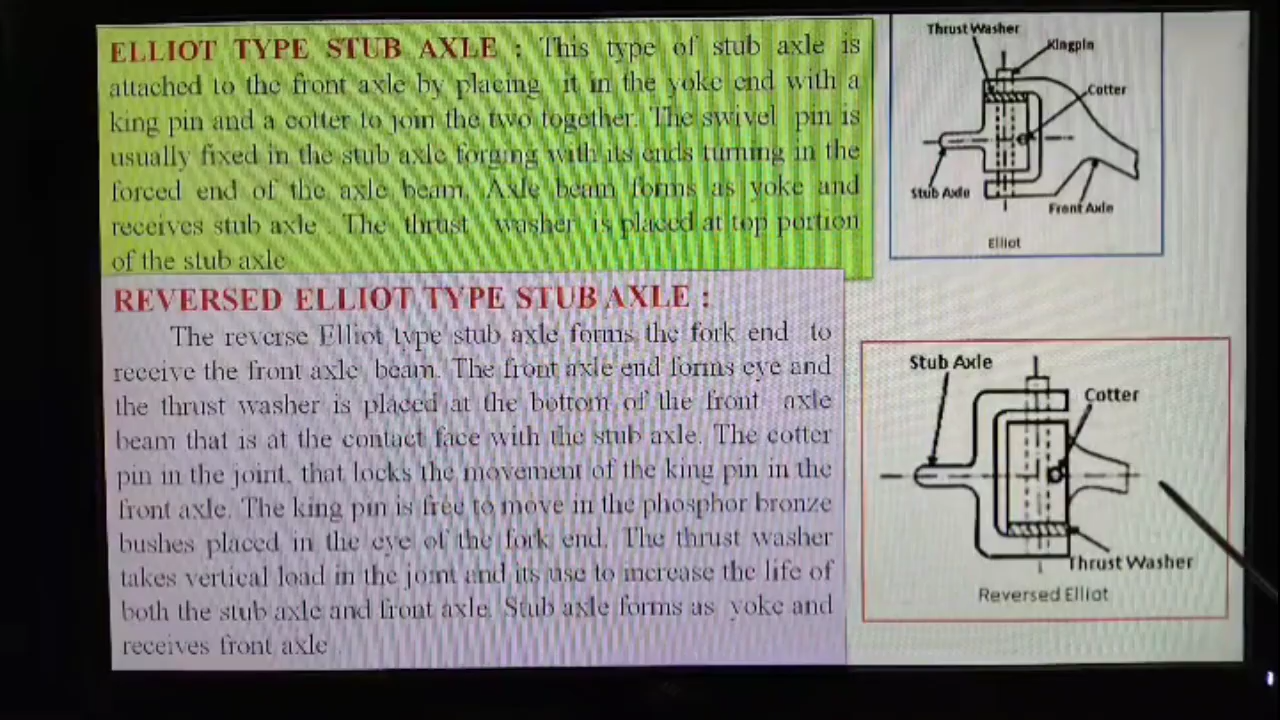 ELLIOT TYPE STUB AXLE : This type of stub axle is
attached to the front axle by placing it in the yoke end with a
king pin and a cotter to join the two together. The swivel pin is
usually fixed in the stub axle forging with its ends turning in the
forced end of the axle beam. Axle beam forms as yoke and
receives stub axle . The thrust washer is placed at top portion
of the stub axle
Thrust Washer
Kingpin
Cotter
Stub Axle
Front Axle
Elliot
REVERSED ELLIOT TYPE STUB AXLE :
The reverse Elliot type stub axle forms the fork end to
receive the front axle beam. The front axle end forms eye and
the thrust washer is placed at the bottom of the front axle
beam that is at the contact face with the stub axle. The cotter
pin in the joint, that locks the movement of the king pin in the
front axle. The king pin is free to move in the phosphor bronze
bushes placed in the eye of the fork end. The thrust washer
takes vertical load in the joint and its use to increase the life of
both the stub axle and front axle. Stub axle forms as yoke and
receives front axle .
Stub Axle
Cotter
Thrust Washer
Reversed Elliot